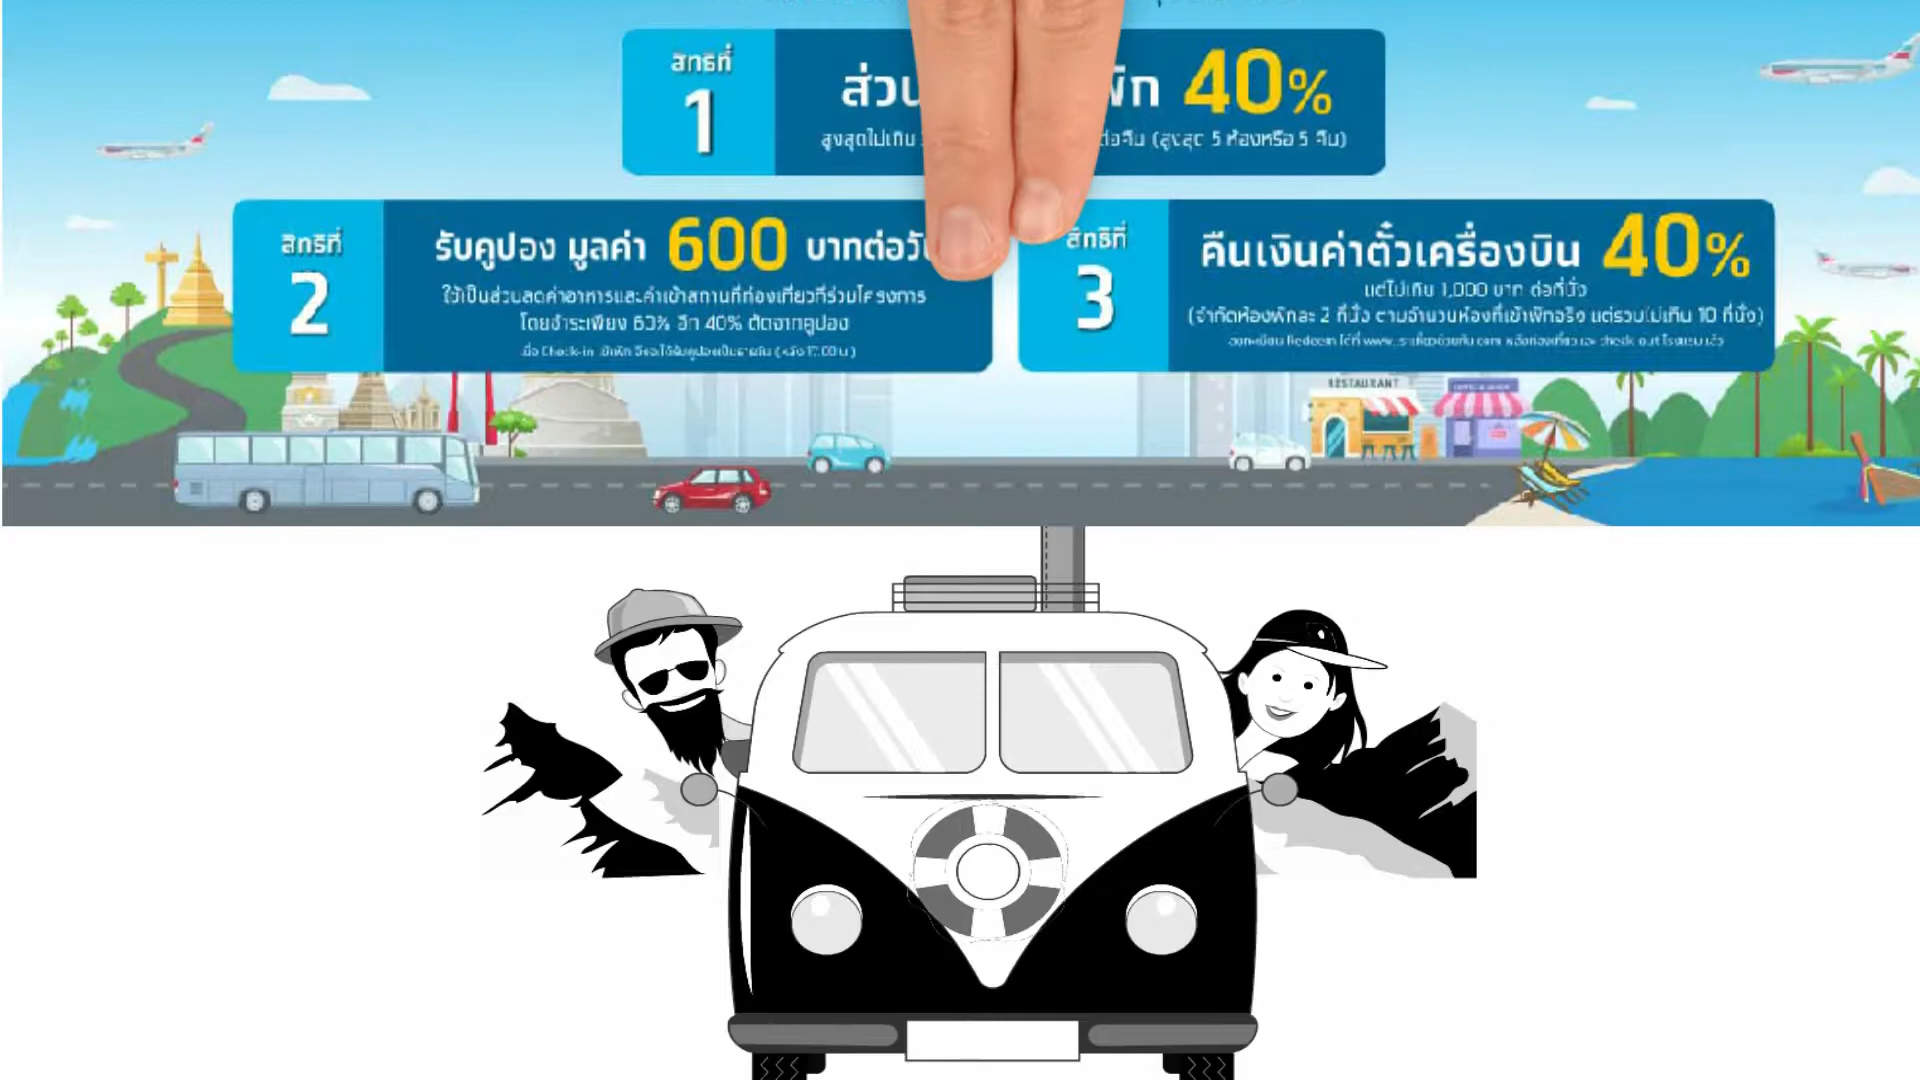 สิทธิที่
1
40%
สูงสุดไม่เกิน
(สูงสุด 5 ห้องหรือ 5 คืน)
สิทธิที่
2
รับคูปอง มูลค่า 600 บาทต่อวัน
ใช้เป็นส่วนลดค่าอาหารและค่าเข้าสถานที่ท่องเที่ยวที่ร่วมโครงการ
โดยชำระเพียง 60% อีก 40% ตัดจากคูปอง
เมื่อ Check-in
สิทธิที่
3
คืนเงินค่าตั๋วเครื่องบิน 40%
แต่ไม่เกิน 1,000 บาท ต่อที่นั่ง
(จำกัดห้องพักละ 2 ที่นั่ง ตามจำนวนห้องที่เข้าพักจริง แต่รวมไม่เกิน 10 ที่นั่ง)
RESTAURANT